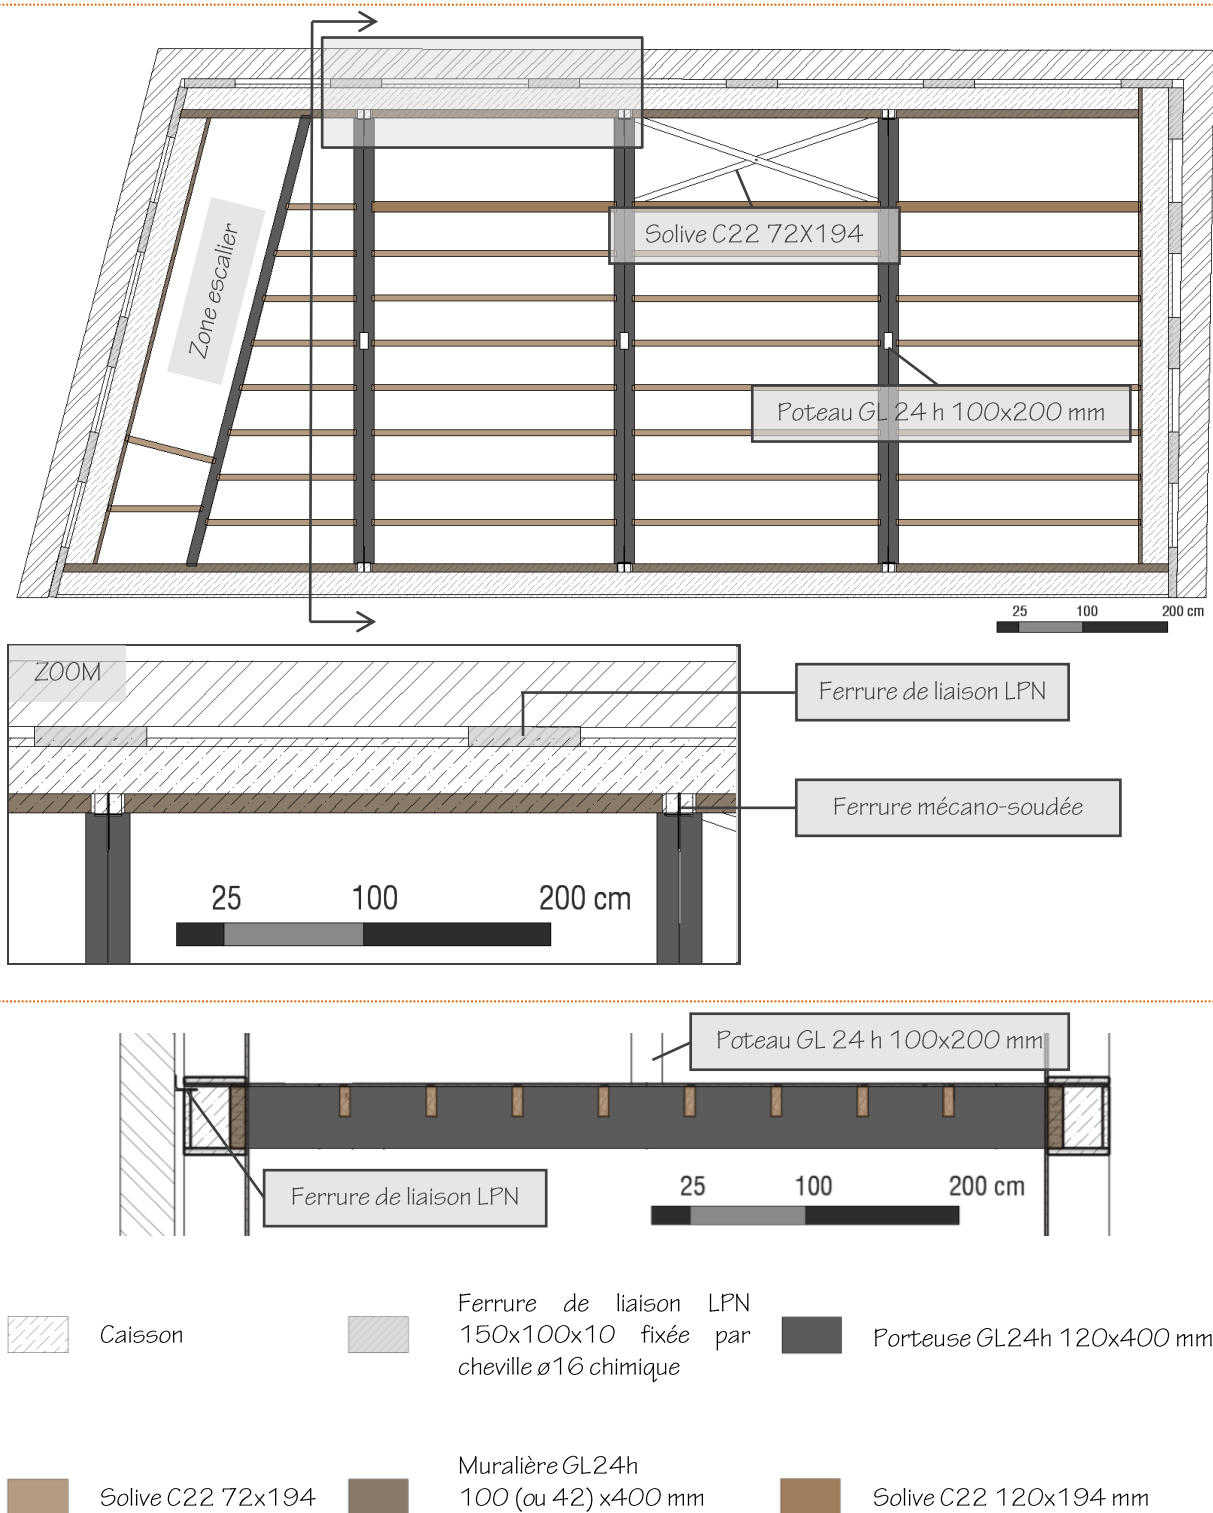 Zone escalier
Solive C22 72X194
Poteau GL 24 h 100x200 mm
25 100 200 cm
ZOOM
Ferrure de liaison LPN
Ferrure mécano-soudée
25 100 200 cm
Poteau GL 24 h 100x200 mm
Ferrure de liaison LPN
25 100 200 cm
Caisson
Ferrure de liaison LPN
150x100x10 fixée par
cheville ø16 chimique
Porteuse GL24h 120x400 mm
Solive C22 72x194
Muralière GL24h
100 (ou 42) x400 mm
Solive C22 120x194 mm